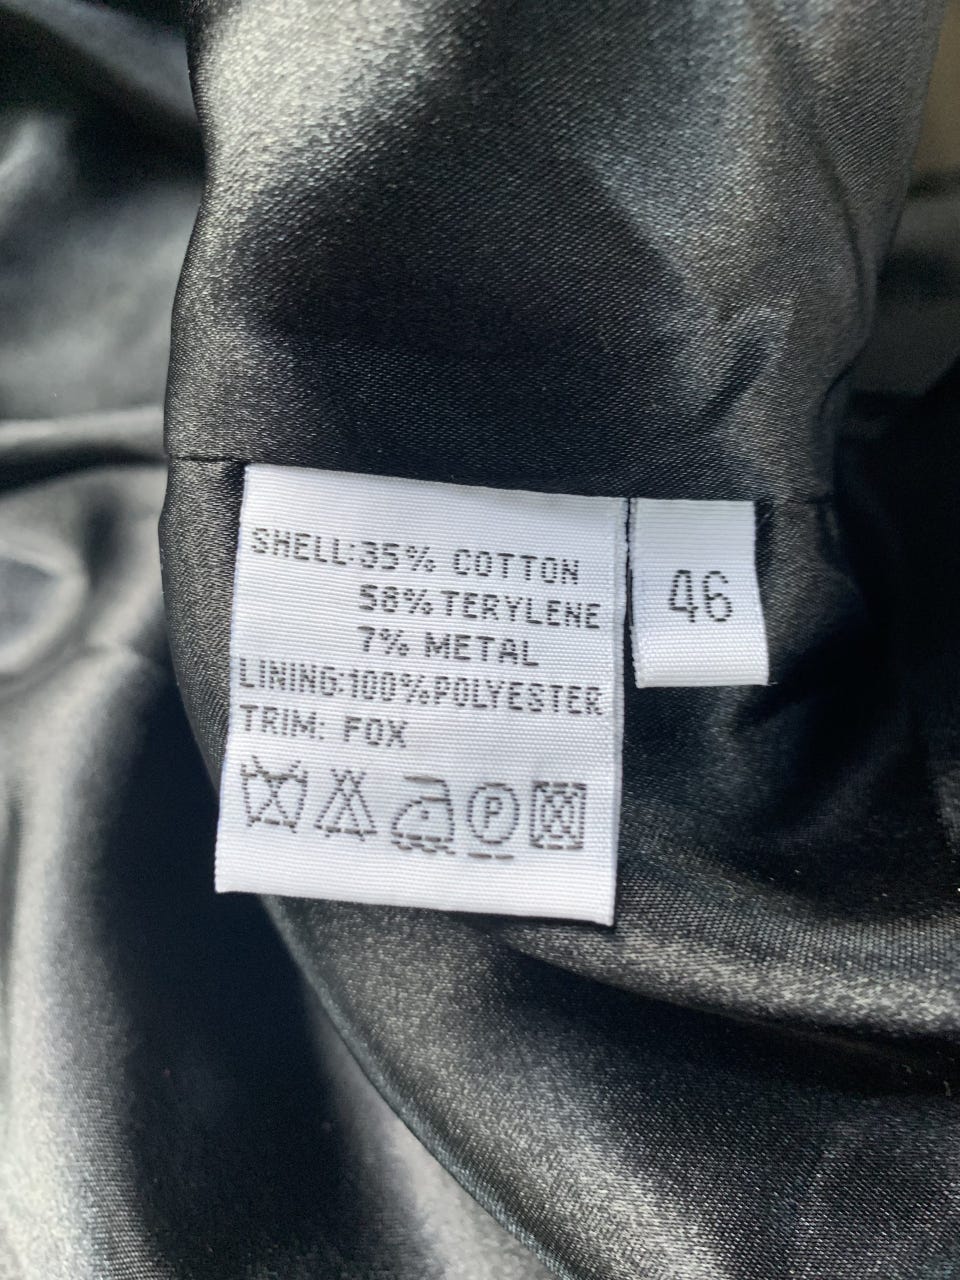 SHELL:35% COTTON
58% TERYLENE
7% METAL
LINING:100%POLYESTER
TRIM: FOX
P
46